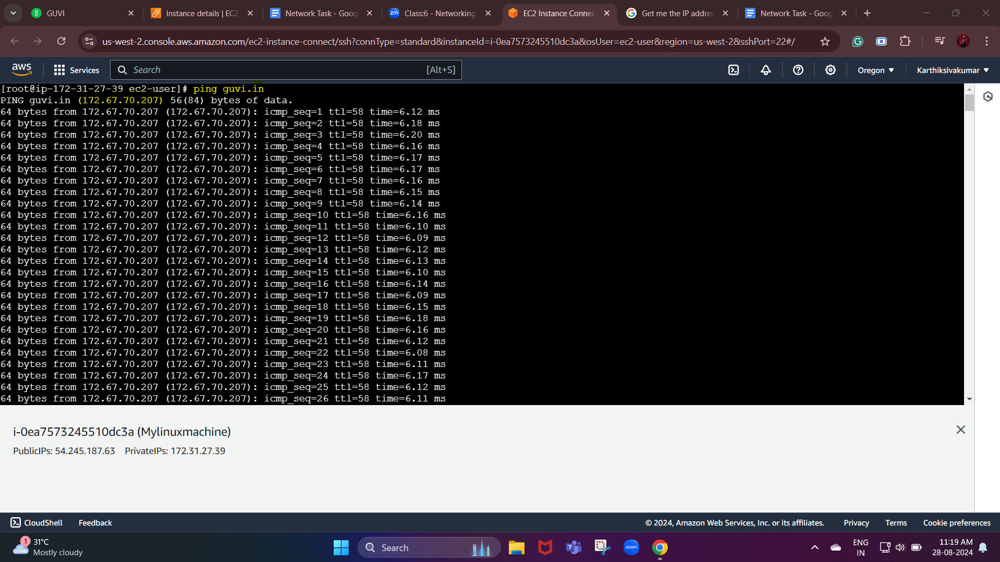 GUVI
Instance details | EC2
Network Task - Goog
zm Class:6 - Networking
EC2 Instance Connec
Get me the IP addres
Network Task - Goog
us-west-2.console.aws.amazon.com/ec2-instance-connect/ssh?connType=standard&instanceId=i-0ea7573245510dc3a&osUser=ec2-user&region=us-west-2&sshPort=22#/
aws Services Search [Alt+S] Oregon Karthiksivakumar
[root@ip-172-31-27-39 ec2-user]# ping guvi.in
PING guvi.in (172.67.70.207) 56(84) bytes of data.
64 bytes from 172.67.70.207 (172.67.70.207): icmp_seq=1 ttl=58 time=6.12 ms
64 bytes from 172.67.70.207 (172.67.70.207): icmp_seq=2 ttl=58 time=6.18 ms
64 bytes from 172.67.70.207 (172.67.70.207): icmp_seq=3 ttl=58 time=6.20 ms
64 bytes from 172.67.70.207 (172.67.70.207): icmp_seq=4 ttl=58 time=6.16 ms
64 bytes from 172.67.70.207 (172.67.70.207): icmp_seq=5 ttl=58 time=6.17 ms
64 bytes from 172.67.70.207 (172.67.70.207): icmp_seq=6 ttl=58 time=6.17 ms
64 bytes from 172.67.70.207 (172.67.70.207): icmp_seq=7 ttl=58 time=6.16 ms
64 bytes from 172.67.70.207 (172.67.70.207): icmp_seq=8 ttl=58 time=6.15 ms
64 bytes from 172.67.70.207 (172.67.70.207): icmp_seq=9 ttl=58 time=6.14 ms
64 bytes from 172.67.70.207 (172.67.70.207): icmp_seq=10 ttl=58 time=6.16 ms
64 bytes from 172.67.70.207 (172.67.70.207): icmp_seq=11 ttl=58 time=6.10 ms
64 bytes from 172.67.70.207 (172.67.70.207): icmp_seq=12 ttl=58 time=6.09 ms
64 bytes from 172.67.70.207 (172.67.70.207): icmp_seq=13 ttl=58 time=6.12 ms
64 bytes from 172.67.70.207 (172.67.70.207): icmp_seq=14 ttl=58 time=6.13 ms
64 bytes from 172.67.70.207 (172.67.70.207): icmp_seq=15 ttl=58 time=6.10 ms
64 bytes from 172.67.70.207 (172.67.70.207): icmp_seq=16 ttl=58 time=6.14 ms
64 bytes from 172.67.70.207 (172.67.70.207): icmp_seq=17 ttl=58 time=6.09 ms
64 bytes from 172.67.70.207 (172.67.70.207): icmp_seq=18 ttl=58 time=6.15 ms
64 bytes from 172.67.70.207 (172.67.70.207): icmp_seq=19 ttl=58 time=6.18 ms
64 bytes from 172.67.70.207 (172.67.70.207): icmp_seq=20 ttl=58 time=6.16 ms
64 bytes from 172.67.70.207 (172.67.70.207): icmp_seq=21 ttl=58 time=6.12 ms
64 bytes from 172.67.70.207 (172.67.70.207): icmp_seq=22 ttl=58 time=6.08 ms
64 bytes from 172.67.70.207 (172.67.70.207): icmp_seq=23 ttl=58 time=6.11 ms
64 bytes from 172.67.70.207 (172.67.70.207): icmp_seq=24 ttl=58 time=6.17 ms
64 bytes from 172.67.70.207 (172.67.70.207): icmp_seq=25 ttl=58 time=6.12 ms
64 bytes from 172.67.70.207 (172.67.70.207): icmp_seq=26 ttl=58 time=6.11 ms
i-0ea7573245510dc3a (Mylinuxmachine)
PublicIPs: 54.245.187.63 PrivateIPs: 172.31.27.39
CloudShell Feedback © 2024, Amazon Web Services, Inc. or its affiliates. Privacy Terms Cookie preferences
1 31°C
Mostly cloudy
Search
zoom
ENG
IN
11:19 AM
28-08-2024